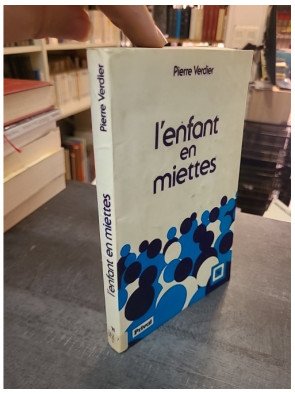 Pierre Verdier
l'enfant
en
miettes
Privat
Pierre Verdier
l'enfant en miettes